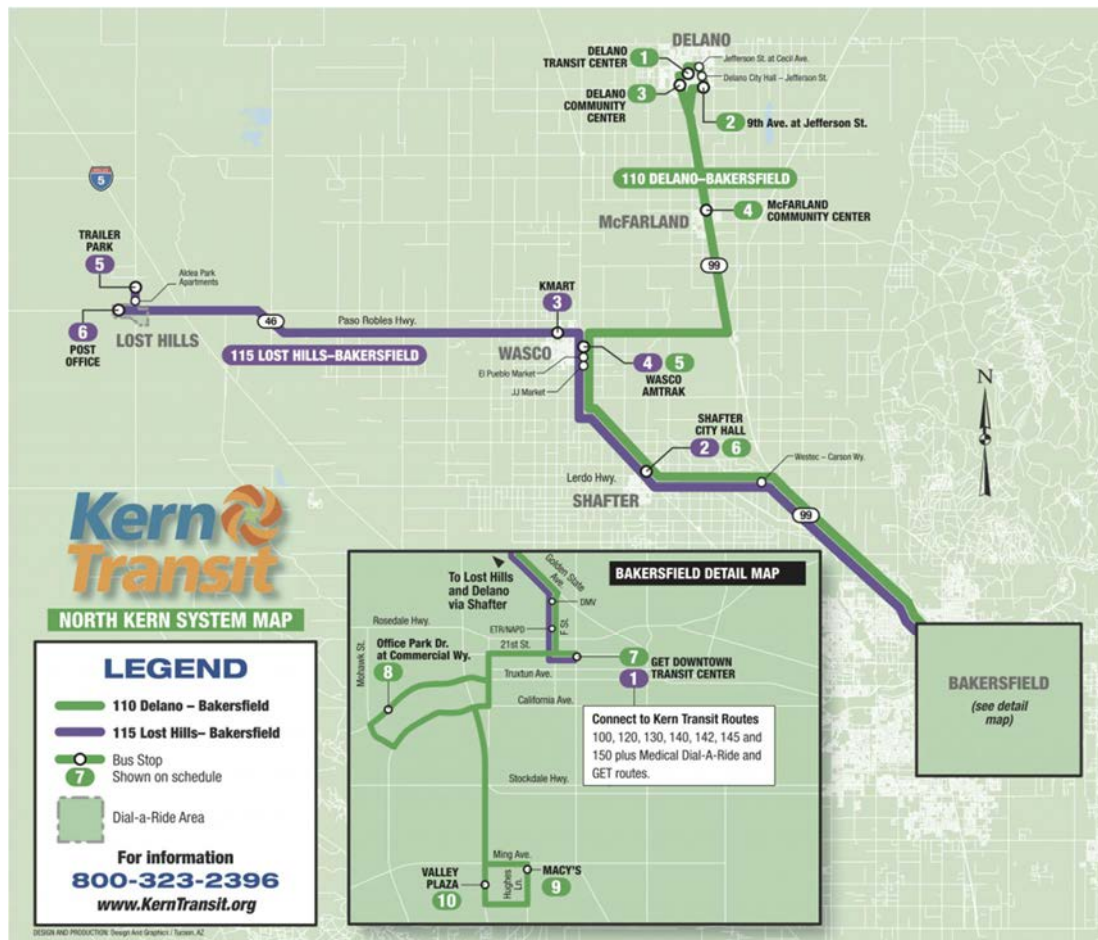 DELANO
DELANO
TRANSIT CENTER
1
Jefferson St. at Cecil Ave.
Delano City Hall – Jefferson St.
DELANO
COMMUNITY
CENTER
3
2
9th Ave. at Jefferson St.
INTERSTATE
5
110 DELANO–BAKERSFIELD
McFARLAND
4
McFARLAND
COMMUNITY CENTER
99
TRAILER
PARK
5
Aldea Park
Apartments
6
POST
OFFICE
LOST HILLS
46
Paso Robles Hwy.
115 LOST HILLS–BAKERSFIELD
KMART
3
WASCO
El Pueblo Market
JJ Market
4
5
WASCO
AMTRAK
N
SHAFTER
CITY HALL
2
6
Westec – Carson Wy.
Lerdo Hwy.
SHAFTER
99
Kern
Transit
NORTH KERN SYSTEM MAP
LEGEND
110 Delano – Bakersfield
115 Lost Hills– Bakersfield
Bus Stop
7
Shown on schedule
Dial-a-Ride Area
For information
800-323-2396
www.KernTransit.org
DESIGN AND PRODUCTION: Design And Graphics / Tucson, AZ
BAKERSFIELD DETAIL MAP
To Lost Hills
and Delano
via Shafter
Golden State
Ave.
DMV
Rosedale Hwy.
ETR/NAPD
F St.
21st St.
Mohawk St.
Office Park Dr.
at Commercial Wy.
8
Truxtun Ave.
7
1
GET DOWNTOWN
TRANSIT CENTER
California Ave.
Connect to Kern Transit Routes
100, 120, 130, 140, 142, 145 and
150 plus Medical Dial-A-Ride and
GET routes.
Stockdale Hwy.
Ming Ave.
VALLEY
PLAZA
10
Hughes
Ln.
MACY'S
9
BAKERSFIELD
(see detail
map)